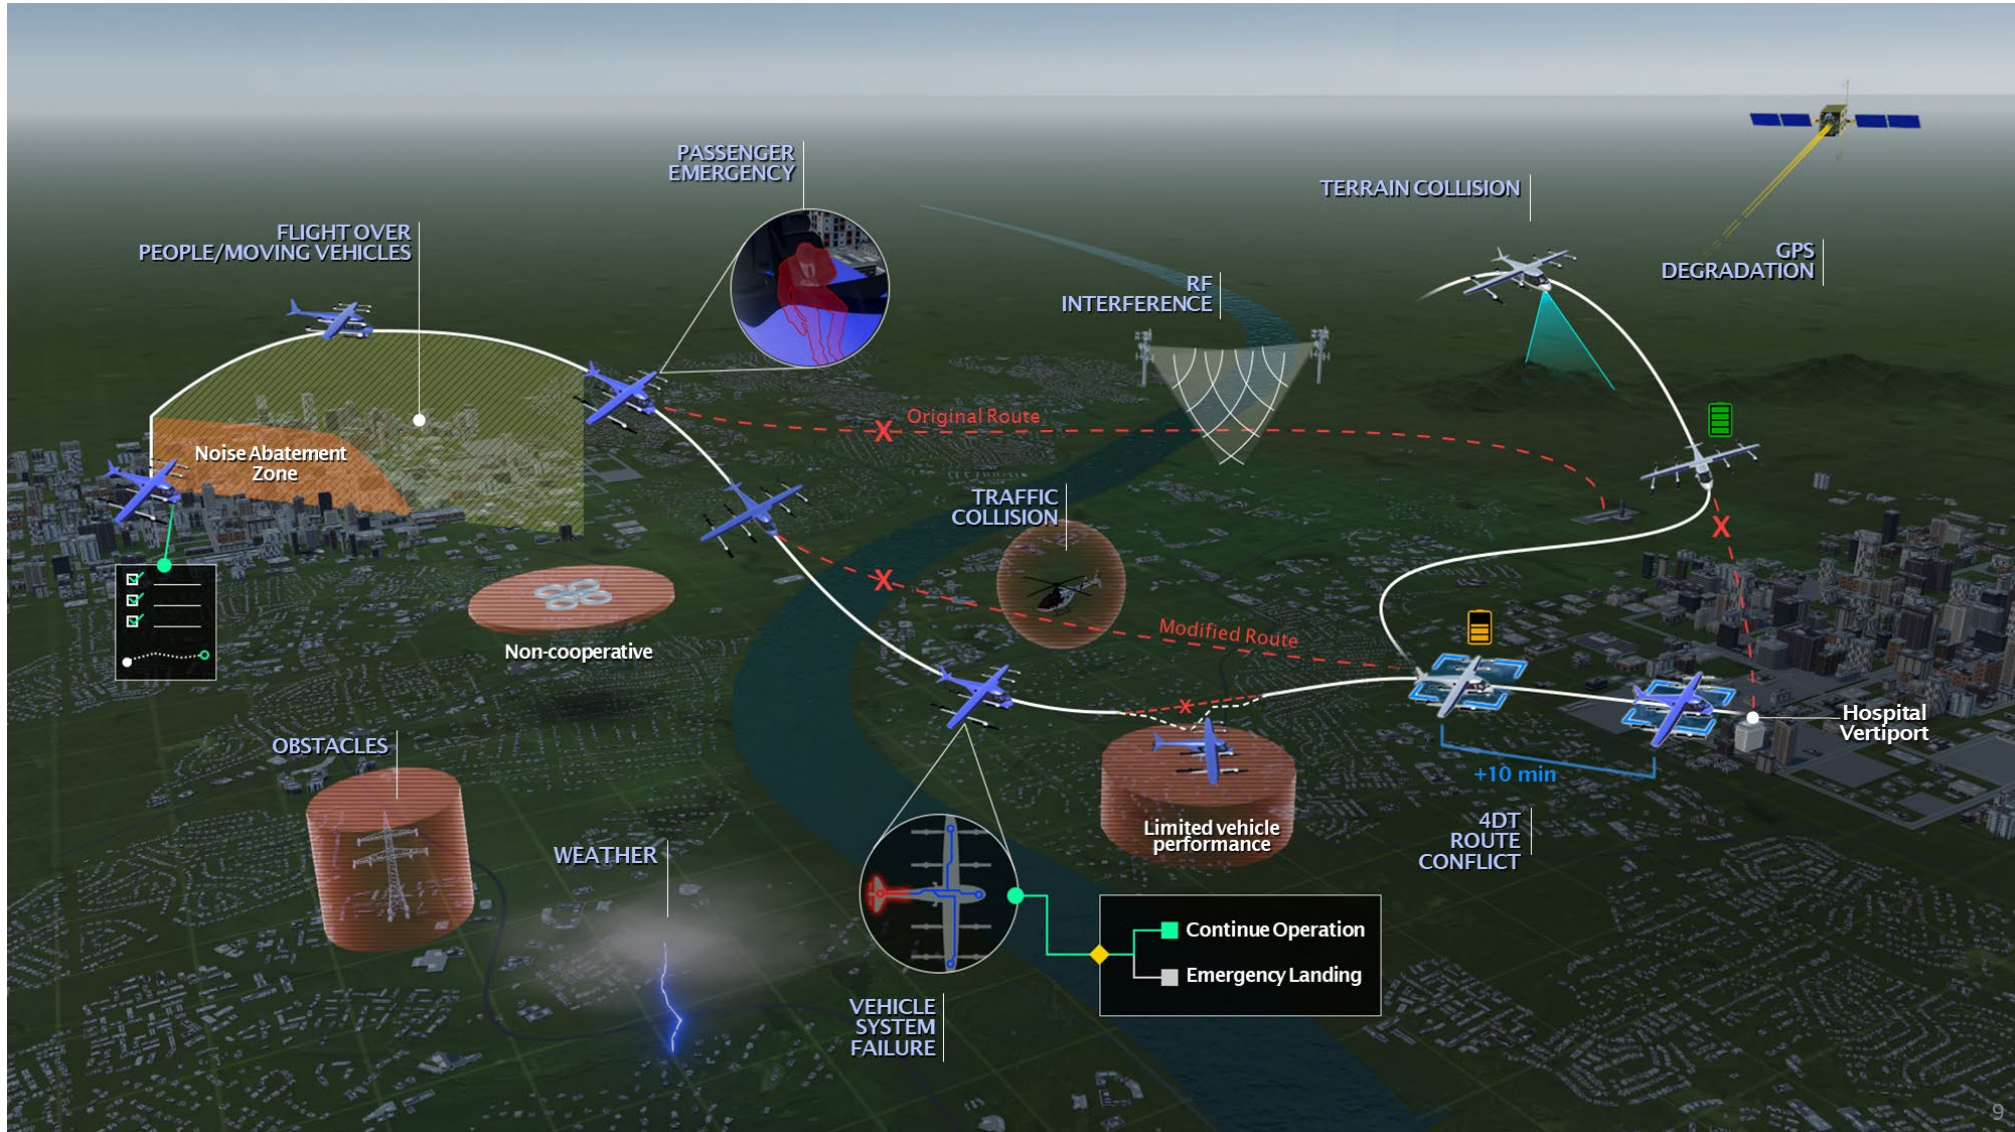 PASSENGER
EMERGENCY
TERRAIN COLLISION
FLIGHT OVER
PEOPLE/MOVING VEHICLES
GPS
DEGRADATION
RF
INTERFERENCE
X
Original Route
Noise Abatement
Zone
TRAFFIC
COLLISION
X
X
Modified Route
Non-cooperative
X
Hospital
Vertiport
OBSTACLES
+10 min
Limited vehicle
performance
4DT
ROUTE
CONFLICT
WEATHER
Continue Operation
Emergency Landing
VEHICLE
SYSTEM
FAILURE
9